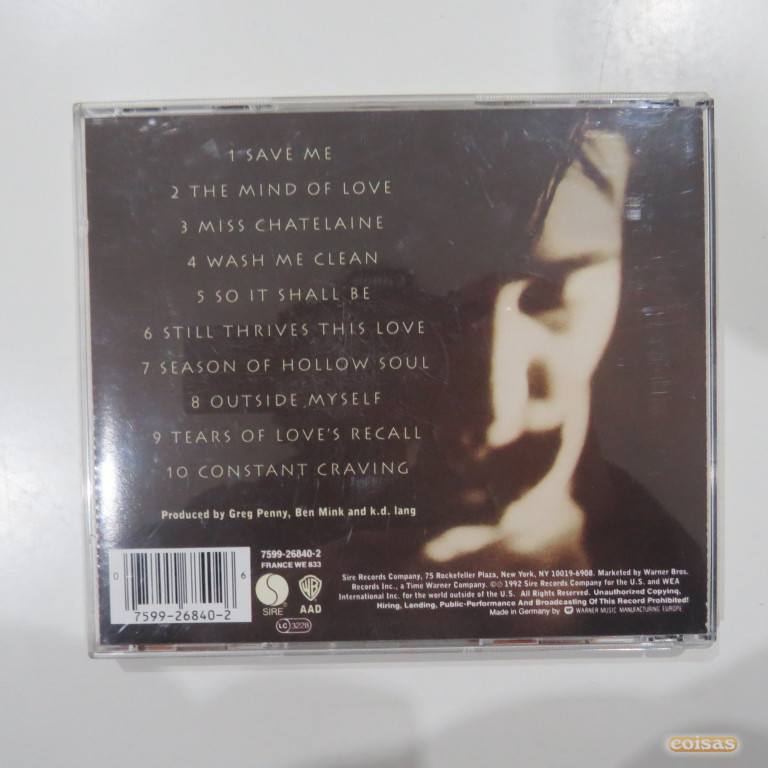 1 SAVE ME
2 THE MIND OF LOVE
3 MISS CHATELAINE
4 WASH ME CLEAN
5 SO IT SHALL BE
6 STILL THRIVES THIS LOVE
7 SEASON OF HOLLOW SOUL
8 OUTSIDE MYSELF
9 TEARS OF LOVE'S RECALL
10 CONSTANT CRAVING
Produced by Greg Penny, Ben Mink and k.d. lang
0 6
7599-26840-2
7599-26840-2
FRANCE WE 833
SIRE
AAD
LC 3228
Sire Records Company, 75 Rockefeller Plaza, New York, NY 10019-6908. Marketed by Warner Bros.
Records Inc., a Time Warner Company. ©℗ 1992 Sire Records Company for the U.S. and WEA
International Inc. for the world outside of the U.S. All Rights Reserved. Unauthorized Copying,
Hiring, Lending, Public-Performance And Broadcasting Of This Record Prohibited!
Made in Germany by WARNER MUSIC MANUFACTURING EUROPE
coisas